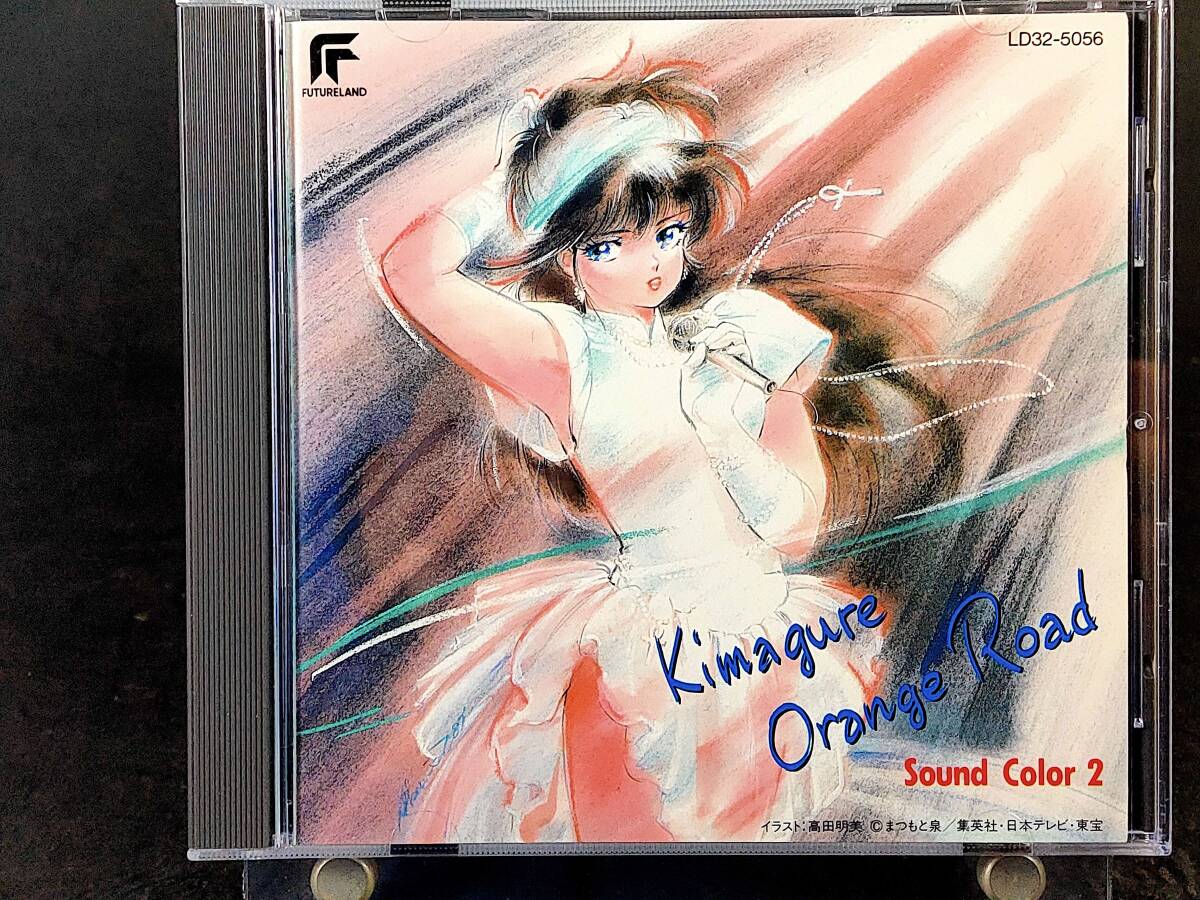 FUTURELAND
LD32-5056
Kimagure
Orange Road
Sound Color 2
イラスト:高田明美 ©まつもと泉/集英社・日本テレビ・東宝